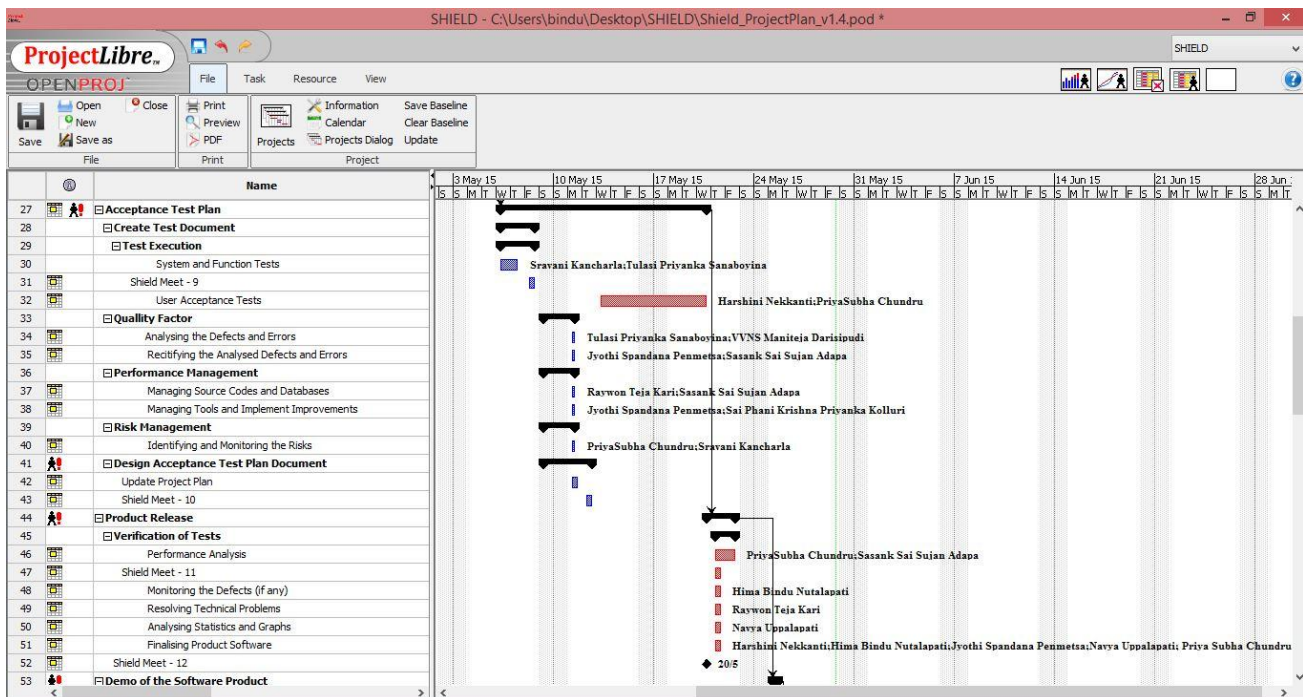 SHIELD - C:\Users\bindu\Desktop\SHIELD\Shield_ProjectPlan_v1.4.pod *
ProjectLibre
SHIELD
OPENPROJ
File Task Resource View
Open Close Print Information Save Baseline
New Preview Calendar Clear Baseline
Save Save as PDF Projects Projects Dialog Update
File Print Project
Name
3 May 15 10 May 15 17 May 15 24 May 15 31 May 15 7 Jun 15 14 Jun 15 21 Jun 15 28 Jun
S S M T W T F S S M T W T F S S M T W T F S S M T W T F S S M T W T F S S M T W T F S S M T W T F S S M T W T F S S M T
27 Acceptance Test Plan
28 Create Test Document
29 Test Execution
30 System and Function Tests Sravani Kancharla;Tulasi Priyanka Sanaboyina
31 Shield Meet - 9
32 User Acceptance Tests Harshini Nekkanti;PriyaSubha Chundru
33 Quallity Factor
34 Analysing the Defects and Errors Tulasi Priyanka Sanaboyina;VVNS Maniteja Darisipudi
35 Recitifying the Analysed Defects and Errors Jyothi Spandana Penmetsa;Sasank Sai Sujan Adapa
36 Performance Management
37 Managing Source Codes and Databases Raywon Teja Kari;Sasank Sai Sujan Adapa
38 Managing Tools and Implement Improvements Jyothi Spandana Penmetsa;Sai Phani Krishna Priyanka Kolluri
39 Risk Management
40 Identifying and Monitoring the Risks PriyaSubha Chundru;Sravani Kancharla
41 Design Acceptance Test Plan Document
42 Update Project Plan
43 Shield Meet - 10
44 Product Release
45 Verification of Tests
46 Performance Analysis PriyaSubha Chundru;Sasank Sai Sujan Adapa
47 Shield Meet - 11
48 Monitoring the Defects (if any) Hima Bindu Nutalapati
49 Resolving Technical Problems Raywon Teja Kari
50 Analysing Statistics and Graphs Navya Uppalapati
51 Finalising Product Software Harshini Nekkanti;Hima Bindu Nutalapati;Jyothi Spandana Penmetsa;Navya Uppalapati; Priya Subha Chundru
52 Shield Meet - 12 20/5
53 Demo of the Software Product